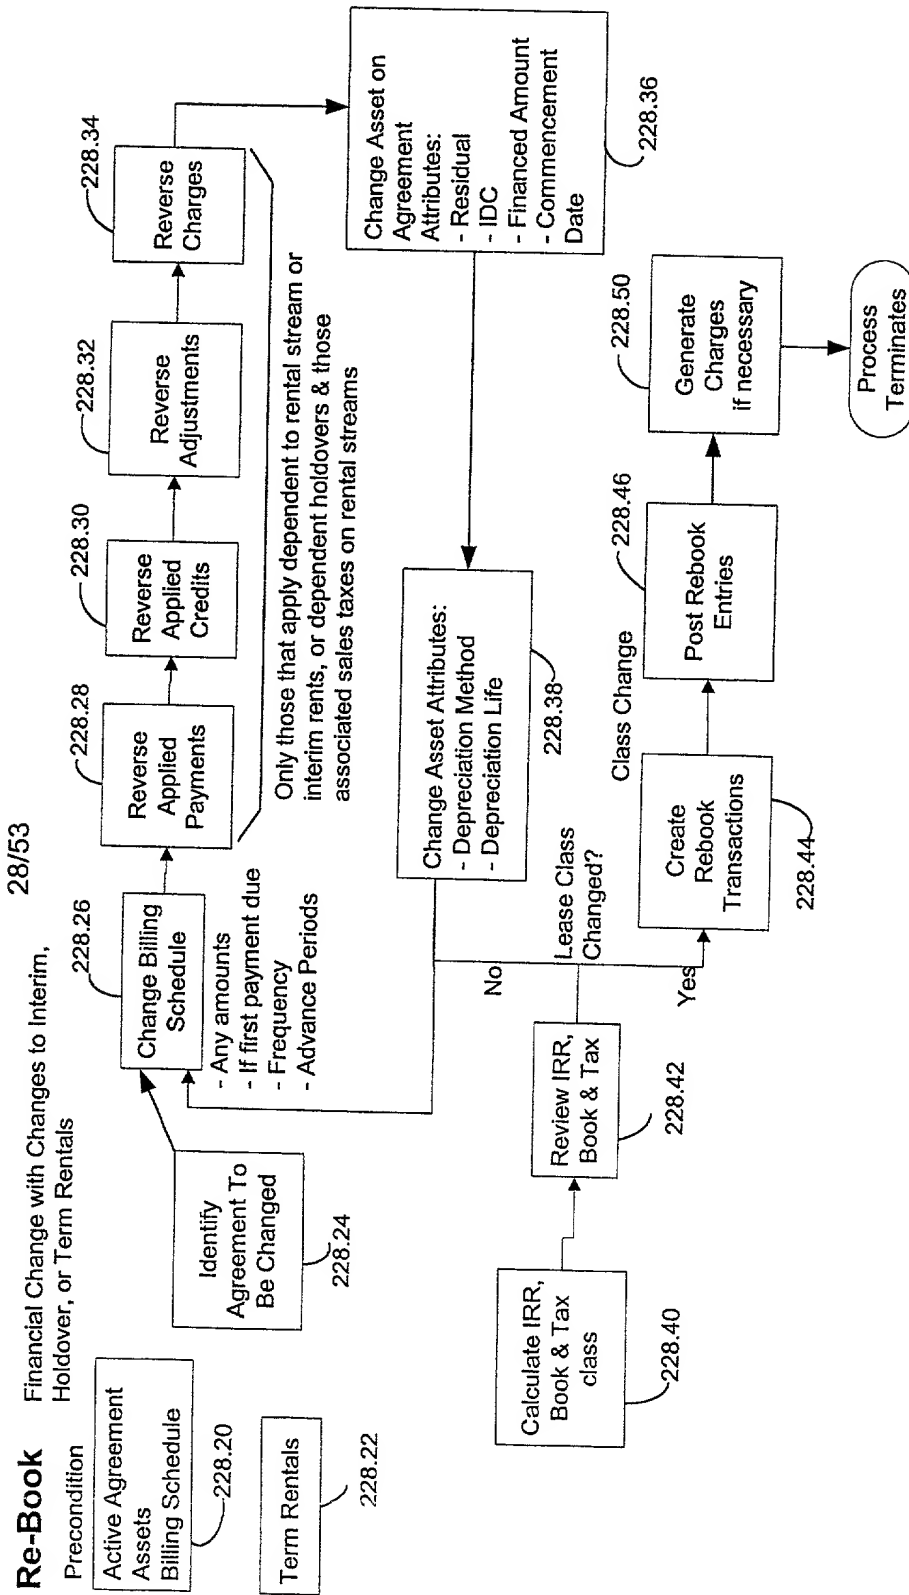 28/53
Re-Book
Financial Change with Changes to Interim,
Holdover, or Term Rentals
Precondition
Active Agreement
Assets
Billing Schedule
228.20
Term Rentals
228.22
Identify
Agreement To
Be Changed
228.24
Change Billing
Schedule
228.26
- Any amounts
- If first payment due
- Frequency
- Advance Periods
Reverse
Applied
Payments
228.28
Reverse
Applied
Credits
228.30
Reverse
Adjustments
228.32
Reverse
Charges
228.34
Only those that apply dependent to rental stream or
interim rents, or dependent holdovers & those
associated sales taxes on rental streams
Change Asset on
Agreement
Attributes:
- Residual
- IDC
- Financed Amount
- Commencement
Date
228.36
Change Asset Attributes:
- Depreciation Method
- Depreciation Life
228.38
Calculate IRR,
Book & Tax
class
228.40
Review IRR,
Book & Tax
228.42
No
Lease Class
Changed?
Yes
Class Change
Create
Rebook
Transactions
228.44
Post Rebook
Entries
228.46
Generate
Charges
if necessary
228.50
Process
Terminates